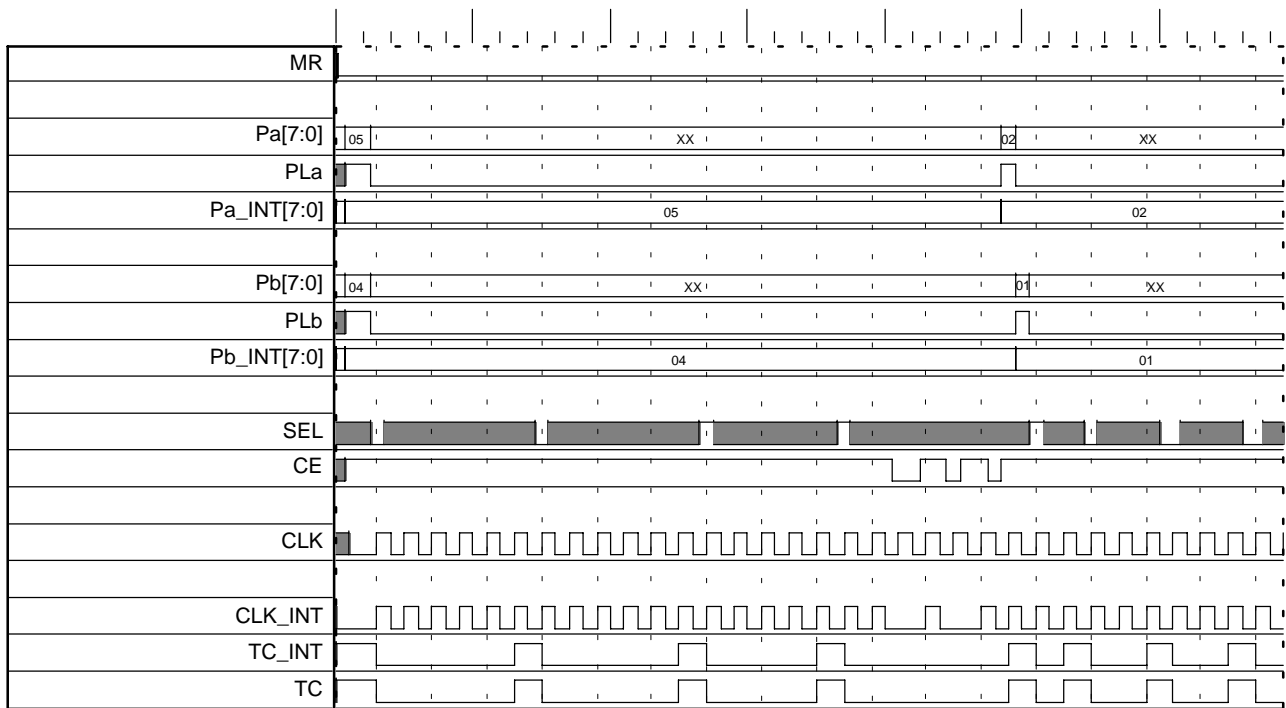 MR
Pa[7:0] 05 XX 02 XX
PLa
Pa_INT[7:0] 05 02
Pb[7:0] 04 XX 01 XX
PLb
Pb_INT[7:0] 04 01
SEL
CE
CLK
CLK_INT
TC_INT
TC